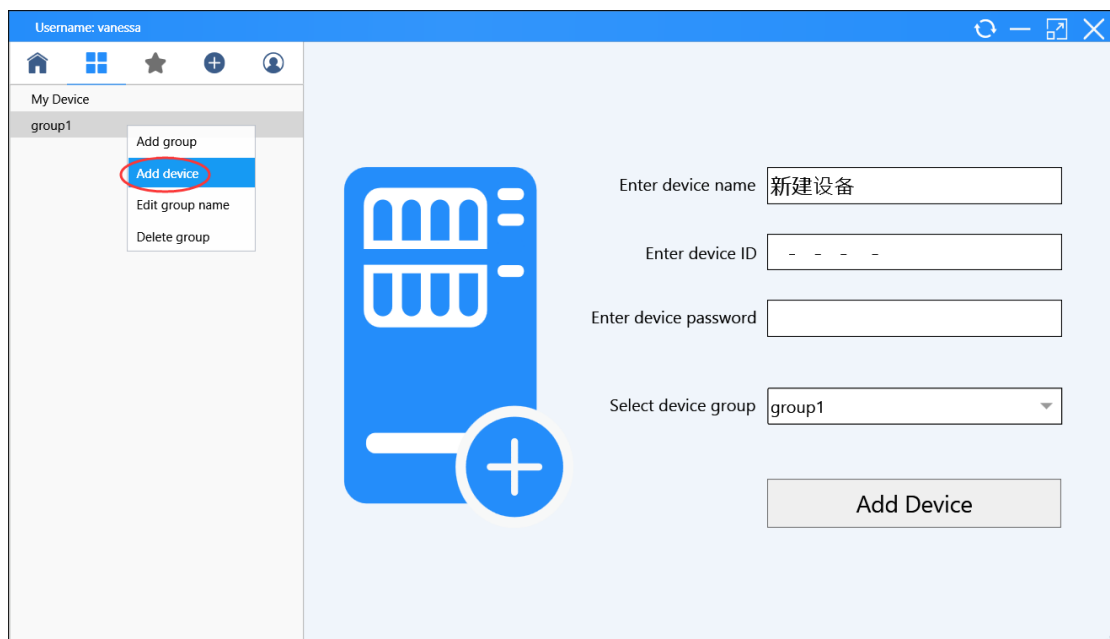 Username: vanessa
My Device
group1
Add group
Add device
Edit group name
Delete group
Enter device name 新建设备
Enter device ID - - - -
Enter device password
Select device group group1
Add Device